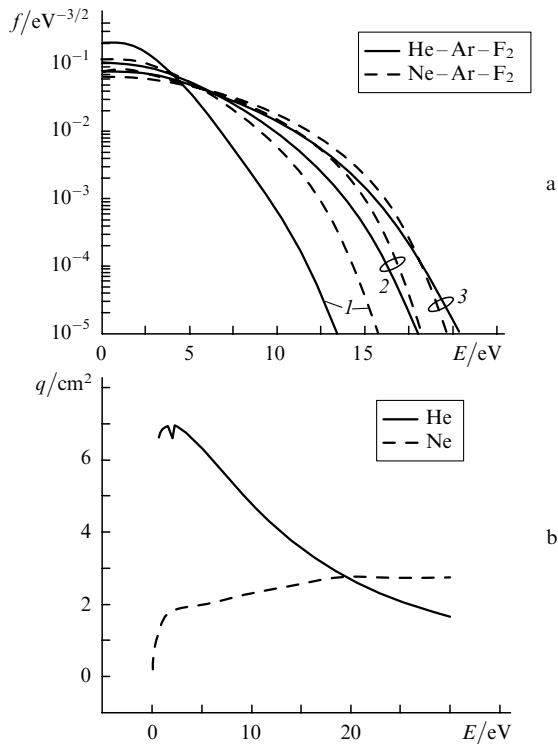 f/eV⁻³/²
He–Ar–F₂
Ne–Ar–F₂
10⁻¹
10⁻²
10⁻³
10⁻⁴
10⁻⁵
1
2
3
a
0
5
10
15
E/eV
q/cm²
He
Ne
6
4
2
0
b
0
10
20
E/eV